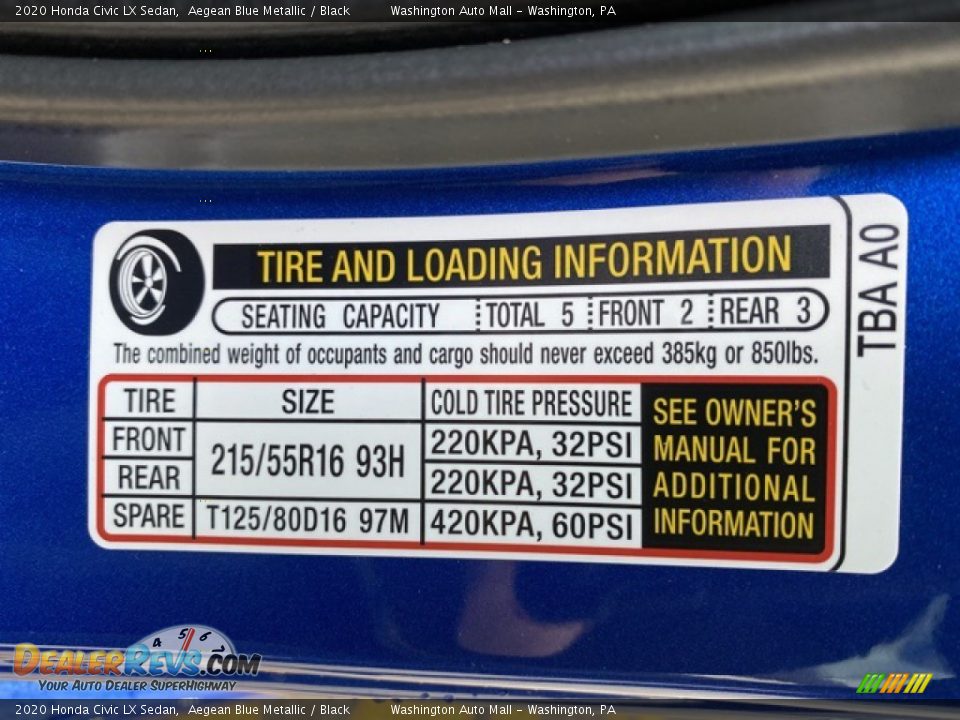 2020 Honda Civic LX Sedan, Aegean Blue Metallic / Black Washington Auto Mall - Washington, PA
TIRE AND LOADING INFORMATION
SEATING CAPACITY TOTAL 5 FRONT 2 REAR 3
The combined weight of occupants and cargo should never exceed 385kg or 850lbs.
TIRE SIZE COLD TIRE PRESSURE
FRONT 215/55R16 93H 220KPA, 32PSI
REAR 220KPA, 32PSI
SPARE T125/80D16 97M 420KPA, 60PSI
SEE OWNER'S
MANUAL FOR
ADDITIONAL
INFORMATION
TBA A0
4 5 6
DEALERREVS.COM
YOUR AUTO DEALER SUPERHIGHWAY
2020 Honda Civic LX Sedan, Aegean Blue Metallic / Black Washington Auto Mall - Washington, PA